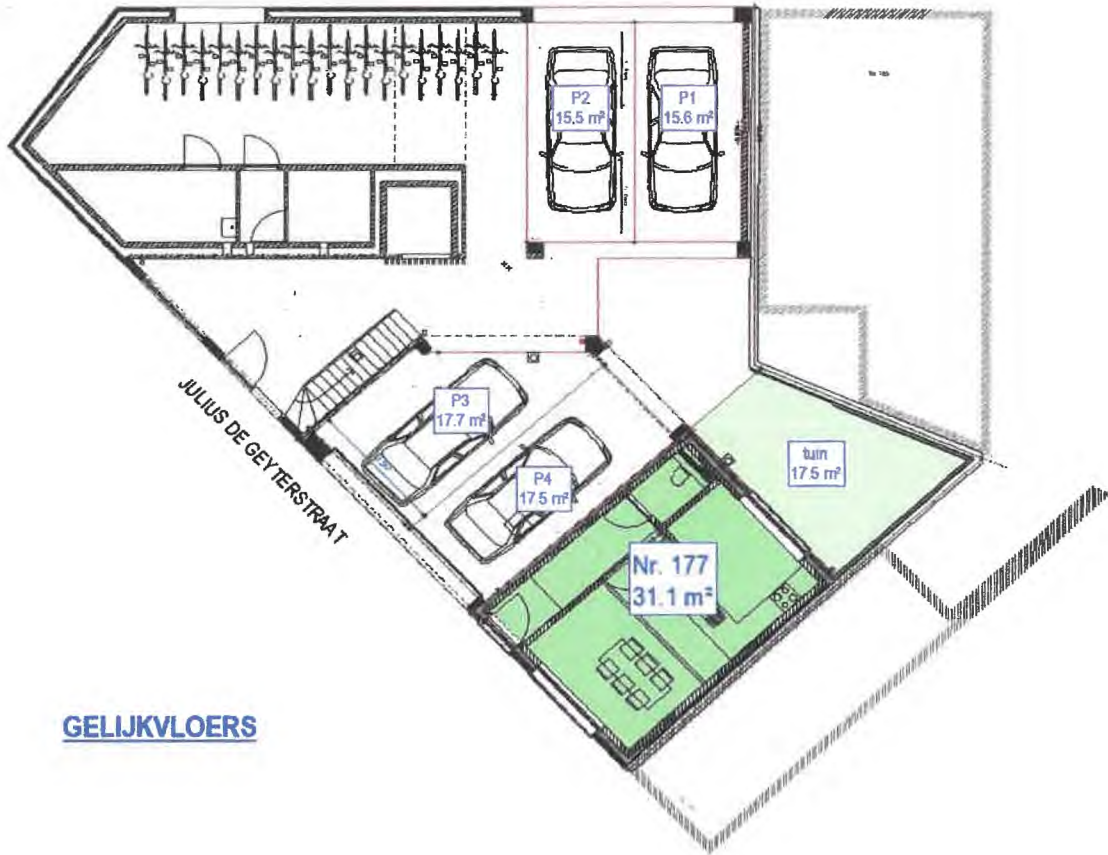 P2
15.5 m²
P1
15.6 m²
P3
17.7 m²
P4
17.5 m²
tuin
17.5 m²
Nr. 177
31.1 m²
JULIUS DE GEYTERSTRAAT
GELIJKVLOERS